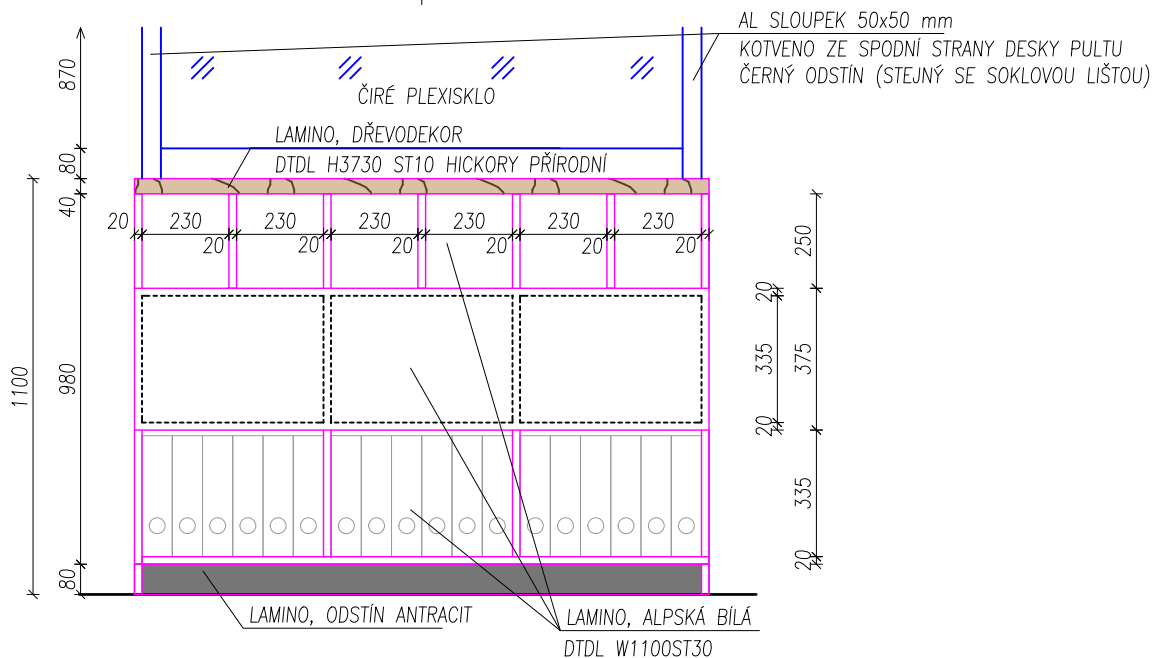 AL SLOUPEK 50x50 mm
KOTVENO ZE SPODNÍ STRANY DESKY PULTU
ČERNÝ ODSTÍN (STEJNÝ SE SOKLOVOU LIŠTOU)
870
ČIRÉ PLEXISKLO
LAMINO, DŘEVODEKOR
80
DTDL H3730 ST10 HICKORY PŘÍRODNÍ
40
20 230 230 230 230 230 230
20 20 20 20 20 20
250
20
1100
980
335
375
20
335
20
80
LAMINO, ODSTÍN ANTRACIT
LAMINO, ALPSKÁ BÍLÁ
DTDL W1100ST30